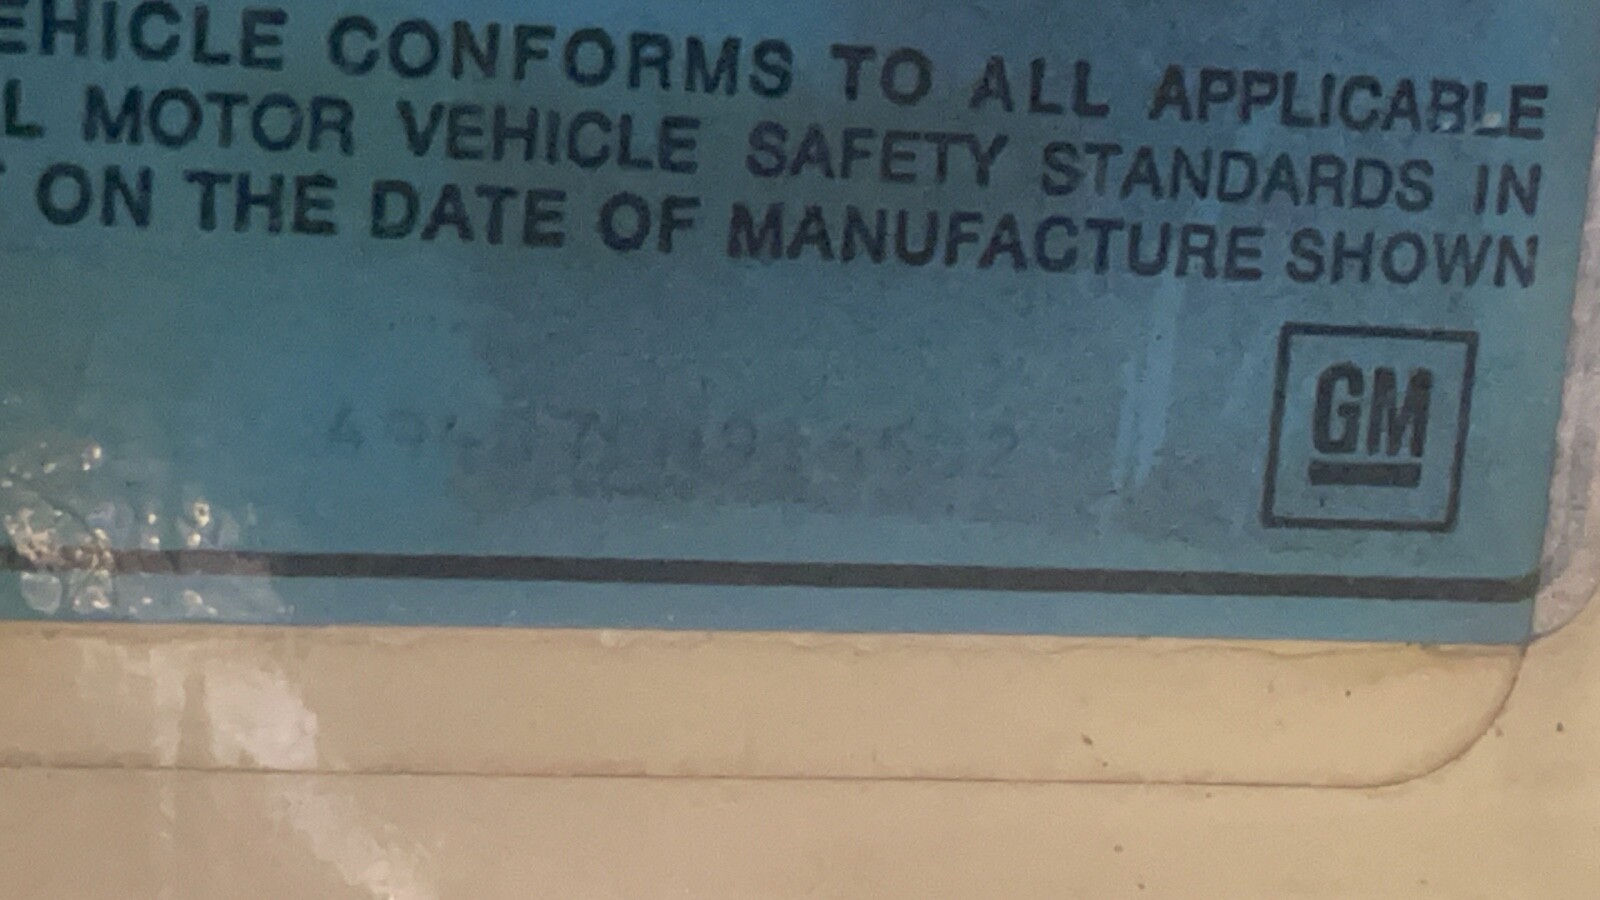 EHICLE CONFORMS TO ALL APPLICABLE
L MOTOR VEHICLE SAFETY STANDARDS IN
ON THE DATE OF MANUFACTURE SHOWN
GM